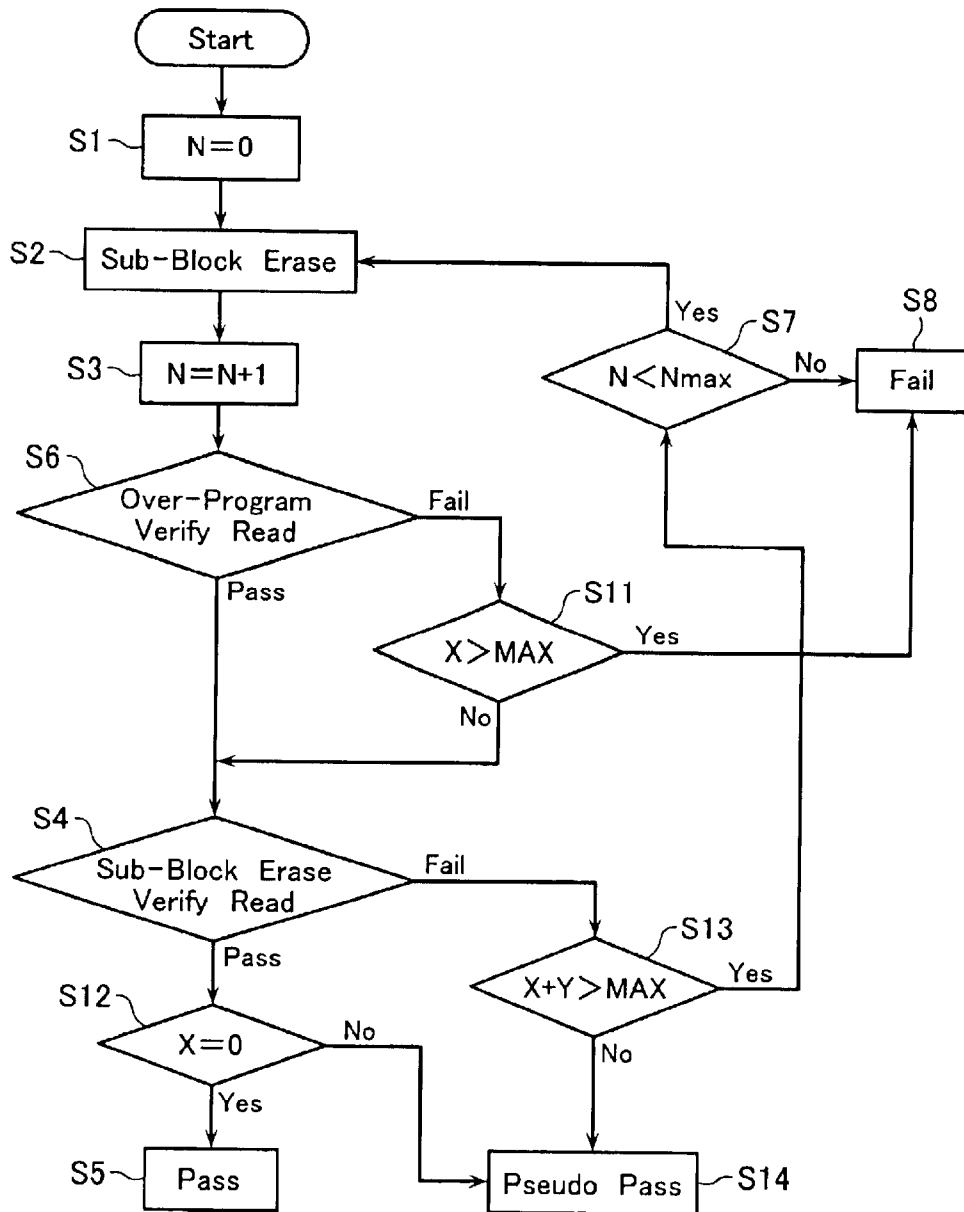 Start
S1
N=0
S2
Sub-Block Erase
S3
N=N+1
Yes
S7
N<Nmax
No
S8
Fail
S6
Over-Program
Verify Read
Fail
Pass
S11
X>MAX
Yes
No
S4
Sub-Block Erase
Verify Read
Fail
Pass
S13
X+Y>MAX
Yes
No
S12
X=0
No
Yes
S5
Pass
Pseudo Pass
S14